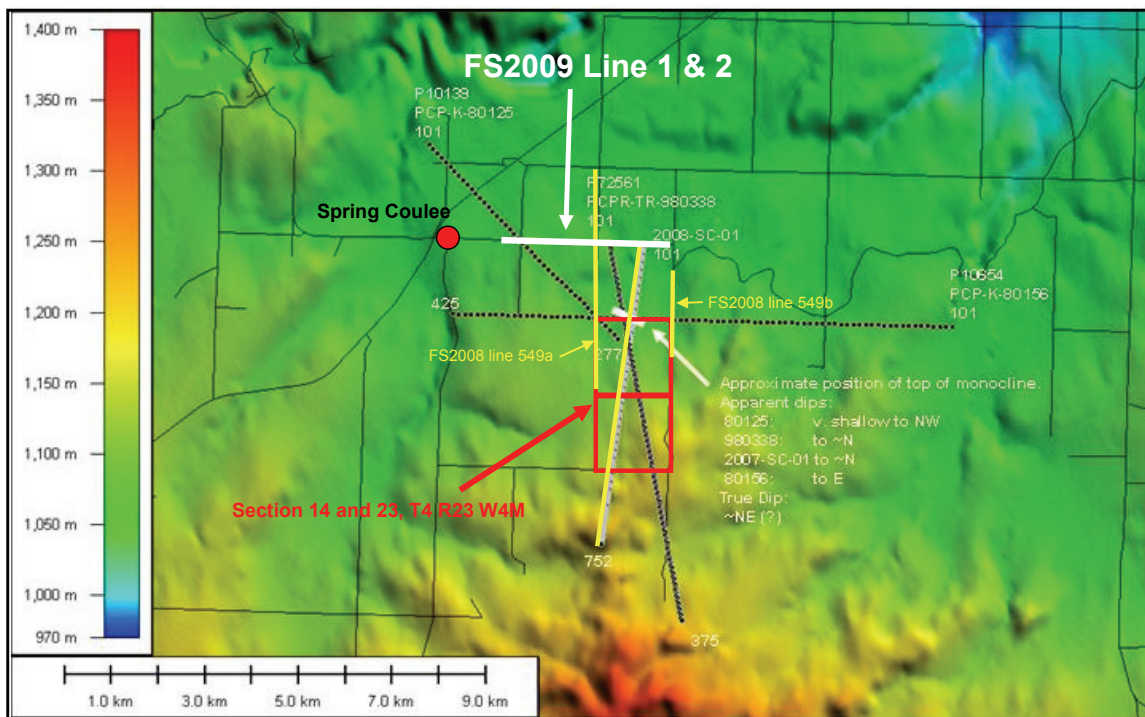 1,400 m
1,350 m
1,300 m
1,250 m
1,200 m
1,150 m
1,100 m
1,050 m
1,000 m
970 m
FS2009 Line 1 & 2
P10139
PCP-K-80125
101
Spring Coulee
P72561
PCPR-TR-980338
101
2008-SC-01
101
P10654
PCP-K-80156
101
425
FS2008 line 549b
FS2008 line 549a
277
Approximate position of top of monocline.
Apparent dips:
80125: v. shallow to NW
980338: to ~N
2007-SC-01 to ~N
80156: to E
True Dip:
~NE (?)
Section 14 and 23, T4 R23 W4M
752
375
1.0 km 3.0 km 5.0 km 7.0 km 9.0 km